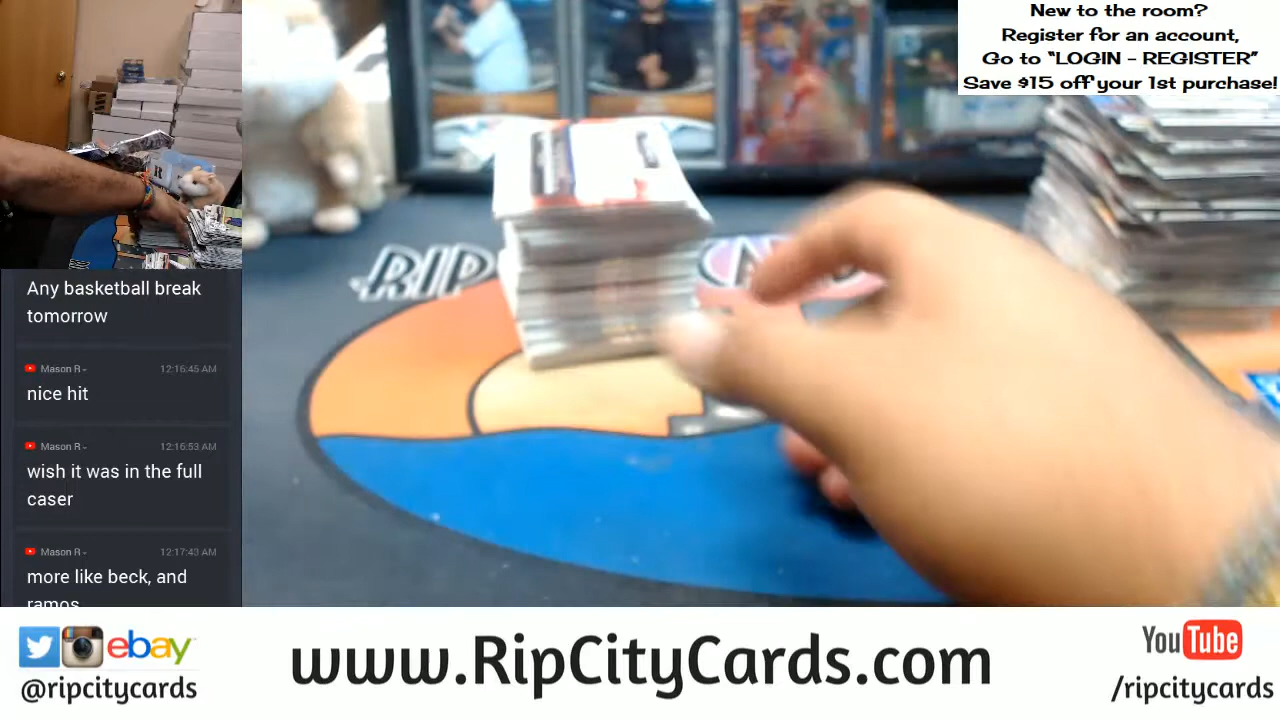 New to the room?
Register for an account,
Go to "LOGIN - REGISTER"
Save $15 off your 1st purchase!
Any basketball break
tomorrow
Mason R- 12:16:45 AM
nice hit
Mason R- 12:16:53 AM
wish it was in the full
caser
Mason R- 12:17:43 AM
more like beck, and
ramos
RIP
R
ebay
@ripcitycards
www.RipCityCards.com
YouTube
/ripcitycards